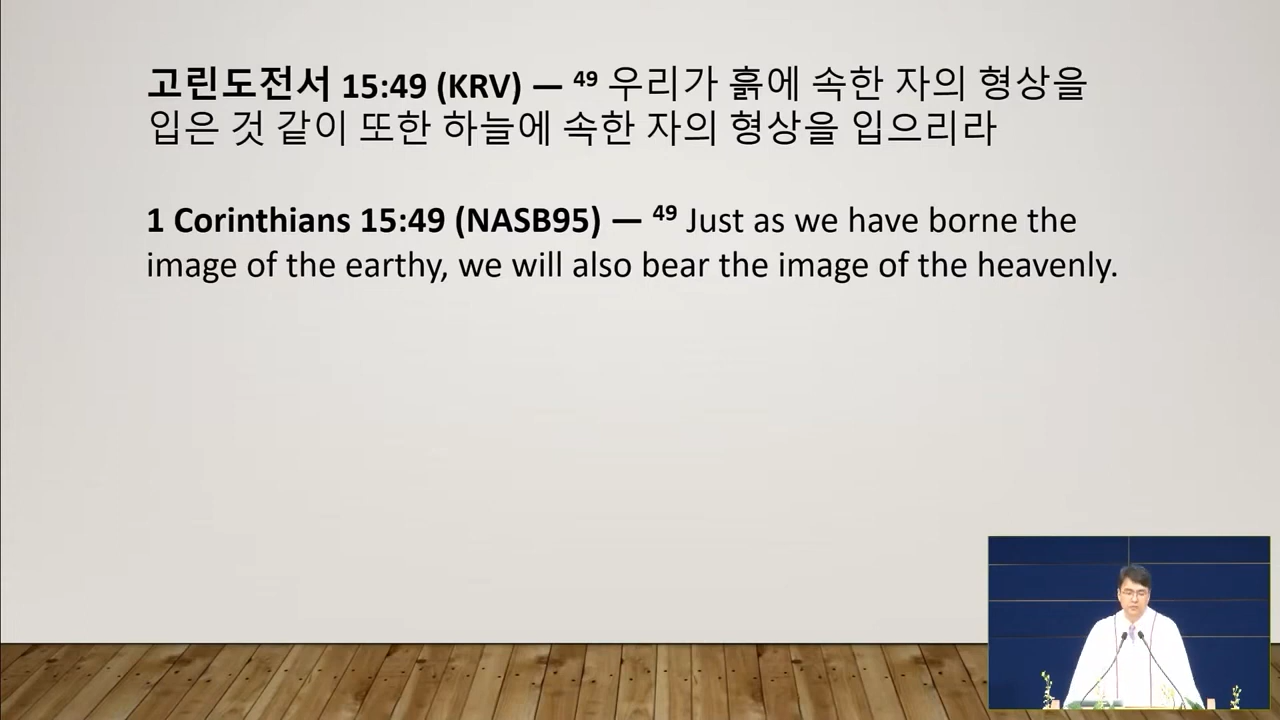 고린도전서 15:49 (KRV) — 49 우리가 흙에 속한 자의 형상을
입은 것 같이 또한 하늘에 속한 자의 형상을 입으리라
1 Corinthians 15:49 (NASB95) — 49 Just as we have borne the
image of the earthy, we will also bear the image of the heavenly.